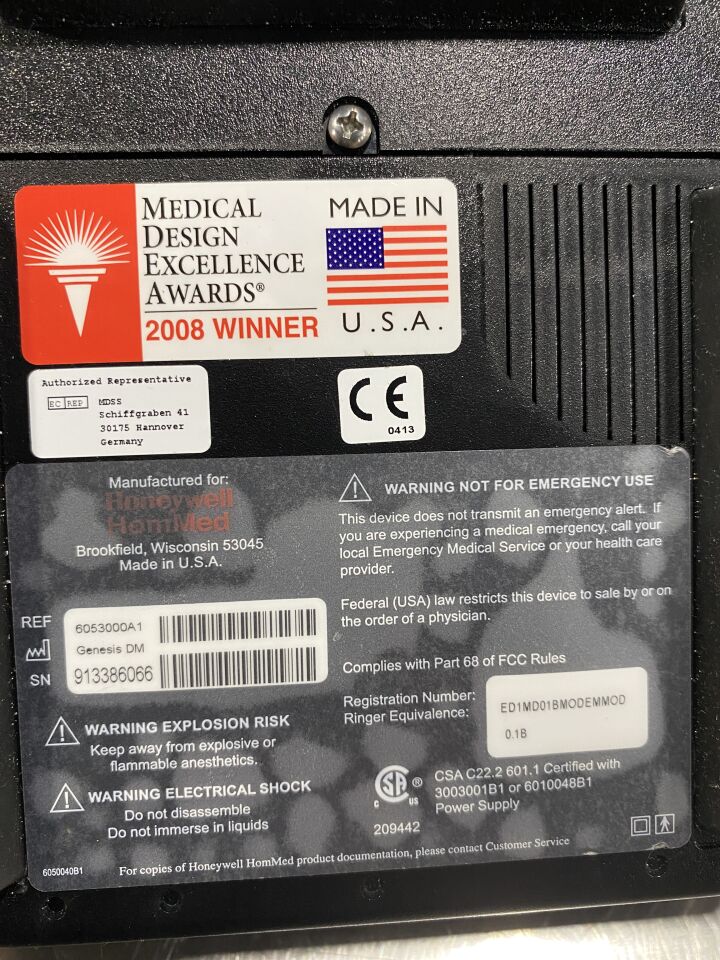 MEDICAL
DESIGN
EXCELLENCE
AWARDS®
2008 WINNER
MADE IN
U.S.A.
Authorized Representative
EC REP MDSS
Schiffgraben 41
30175 Hannover
Germany
CE
0413
Manufactured for:
Honeywell
HomMed
Brookfield, Wisconsin 53045
Made in U.S.A.
REF 6053000A1
Genesis DM
SN 913386066
WARNING EXPLOSION RISK
Keep away from explosive or
flammable anesthetics.
WARNING ELECTRICAL SHOCK
Do not disassemble
Do not immerse in liquids
WARNING NOT FOR EMERGENCY USE
This device does not transmit an emergency alert. If
you are experiencing a medical emergency, call your
local Emergency Medical Service or your health care
provider.
Federal (USA) law restricts this device to sale by or on
the order of a physician.
Complies with Part 68 of FCC Rules
Registration Number: ED1MD01BMODEMMOD
Ringer Equivalence: 0.1B
C SA ® US
209442
CSA C22.2 601.1 Certified with
3003001B1 or 6010048B1
Power Supply
6050040B1
For copies of Honeywell HomMed product documentation, please contact Customer Service